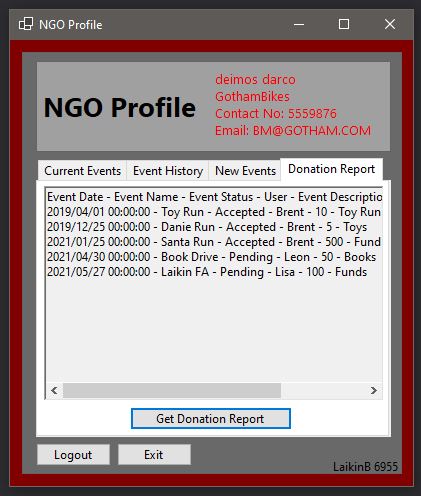 NGO Profile
NGO Profile
deimos darco
GothamBikes
Contact No: 5559876
Email: BM@GOTHAM.COM
Current Events Event History New Events Donation Report
Event Date - Event Name - Event Status - User - Event Descriptio
2019/04/01 00:00:00 - Toy Run - Accepted - Brent - 10 - Toy Run
2019/12/25 00:00:00 - Danie Run - Accepted - Brent - 5 - Toys
2021/01/25 00:00:00 - Santa Run - Accepted - Brent - 500 - Fund
2021/04/30 00:00:00 - Book Drive - Pending - Leon - 50 - Books
2021/05/27 00:00:00 - Laikin FA - Pending - Lisa - 100 - Funds
Get Donation Report
Logout Exit
LaikinB 6955